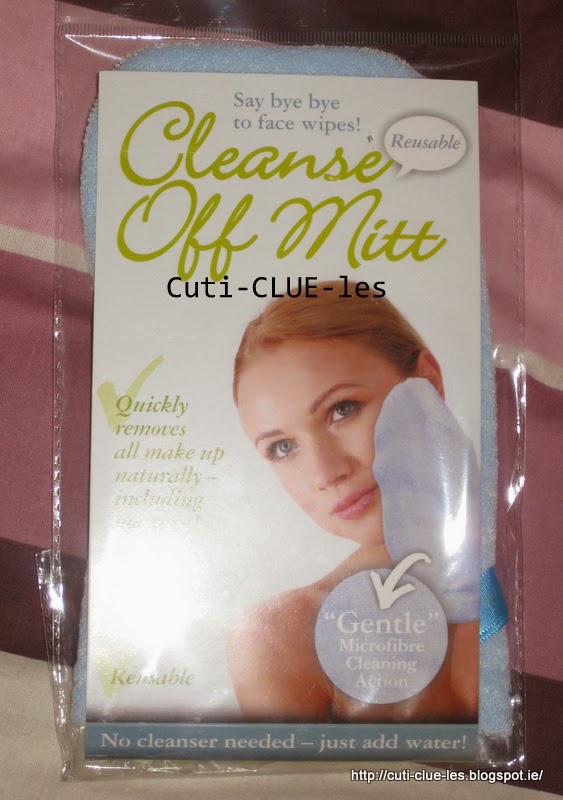 Say bye bye
to face wipes!
Reusable
Cleanse
Off Mitt
Cuti-CLUE-les
Quickly
removes
all make up
naturally –
including
"Gentle"
Microfibre
Cleaning
Action
Reusable
No cleanser needed – just add water!
http://cuti-clue-les.blogspot.ie/